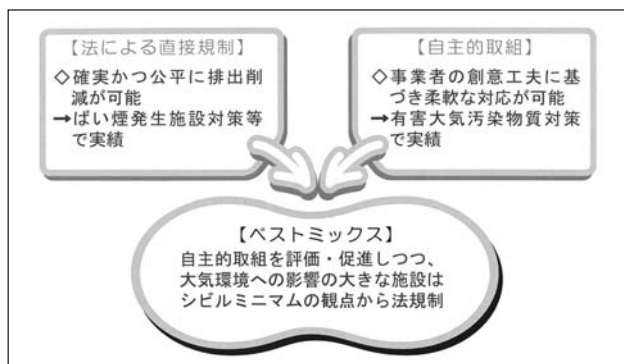 【法による直接規制】
◇確実かつ公平に排出削
減が可能
➞ばい煙発生施設対策等
で実績
【自主的取組】
◇事業者の創意工夫に基
づき柔軟な対応が可能
➞有害大気汚染物質対策
で実績
【ベストミックス】
自主的取組を評価・促進しつつ、
大気環境への影響の大きな施設は
シビルミニマムの観点から法規制